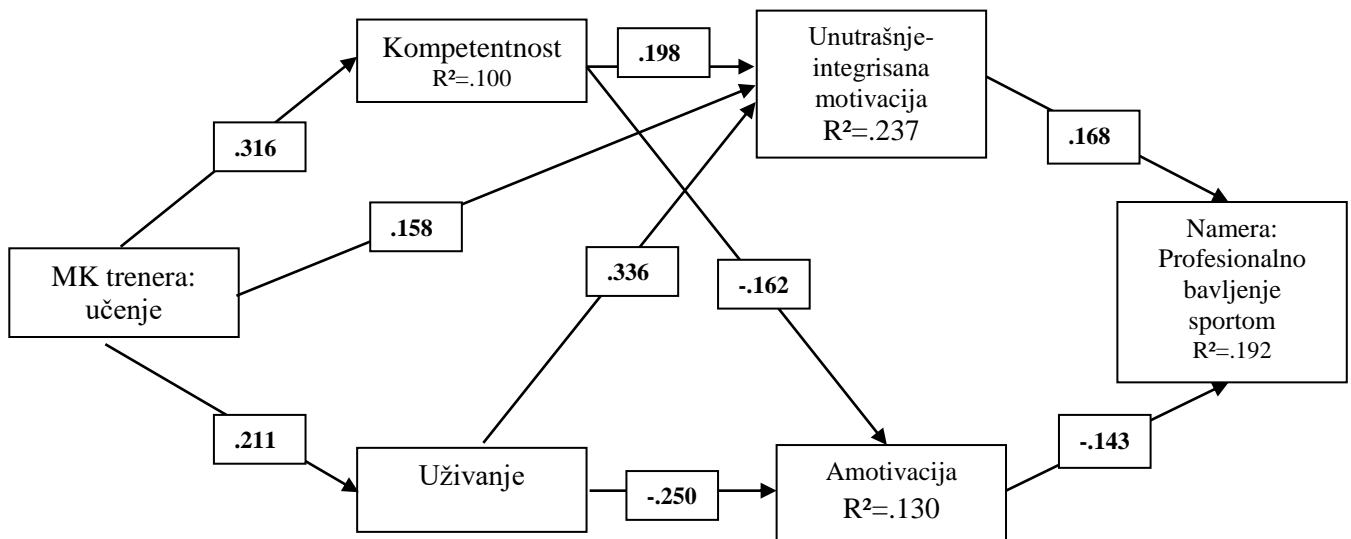 Kompetentnost
R²=.100
.198
Unutrašnje-
integrisana
motivacija
R²=.237
.316
.168
.158
Namera:
Profesionalno
bavljenje
sportom
R²=.192
MK trenera:
učenje
.336
-.162
.211
Uživanje
-.250
Amotivacija
R²=.130
-.143